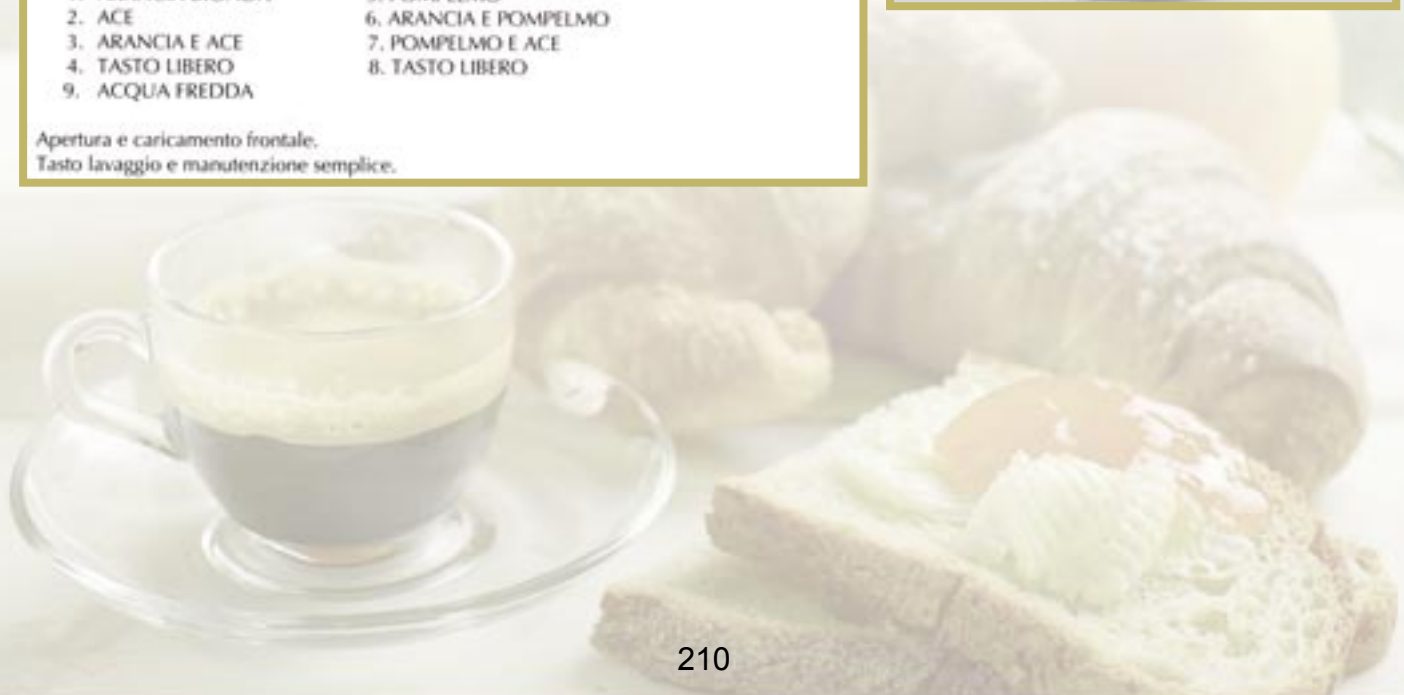 2. ACE
3. ARANCIA E ACE
4. TASTO LIBERO
9. ACQUA FREDDA
6. ARANCIA E POMPELMO
7. POMPELMO E ACE
8. TASTO LIBERO
Apertura e caricamento frontale.
Tasto lavaggio e manutenzione semplice.
210